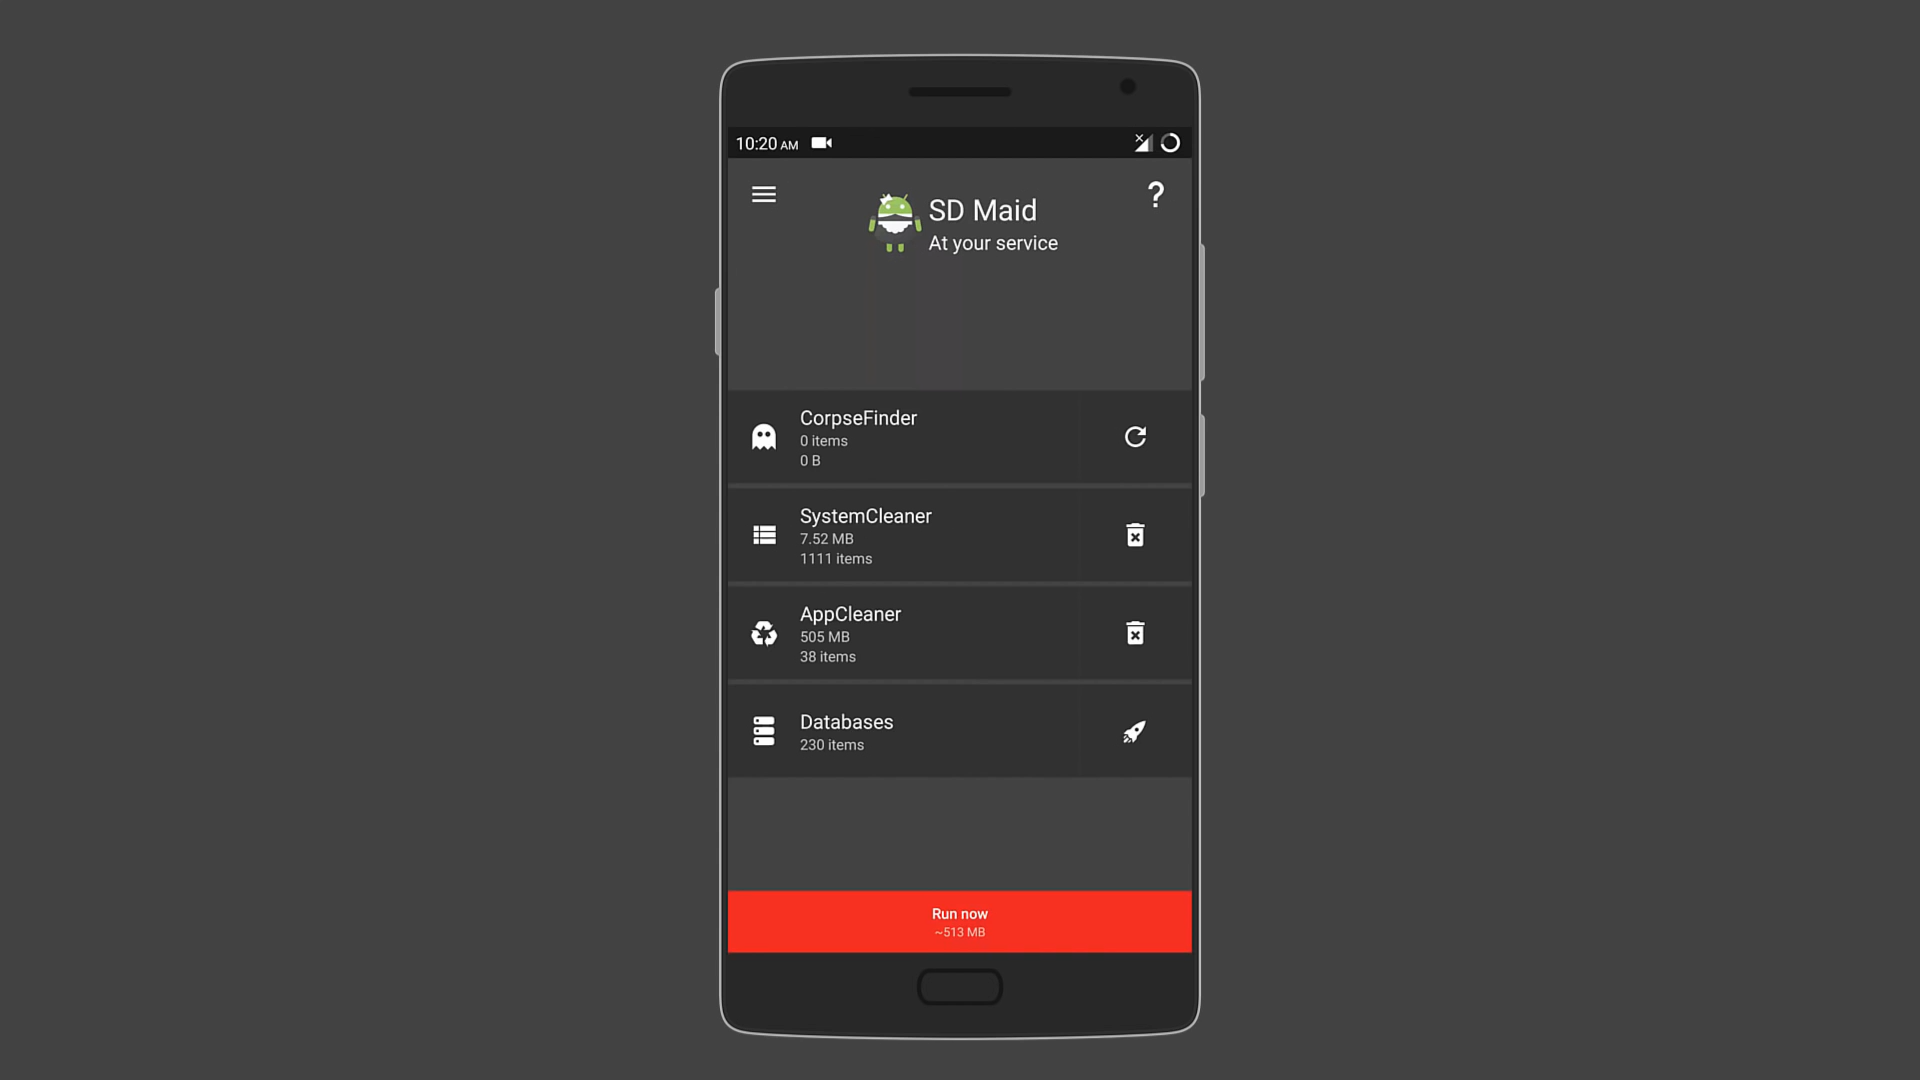 10:20 AM
?
SD Maid
At your service
CorpseFinder
0 items
0 B
SystemCleaner
7.52 MB
1111 items
AppCleaner
505 MB
38 items
Databases
230 items
Run now
~513 MB